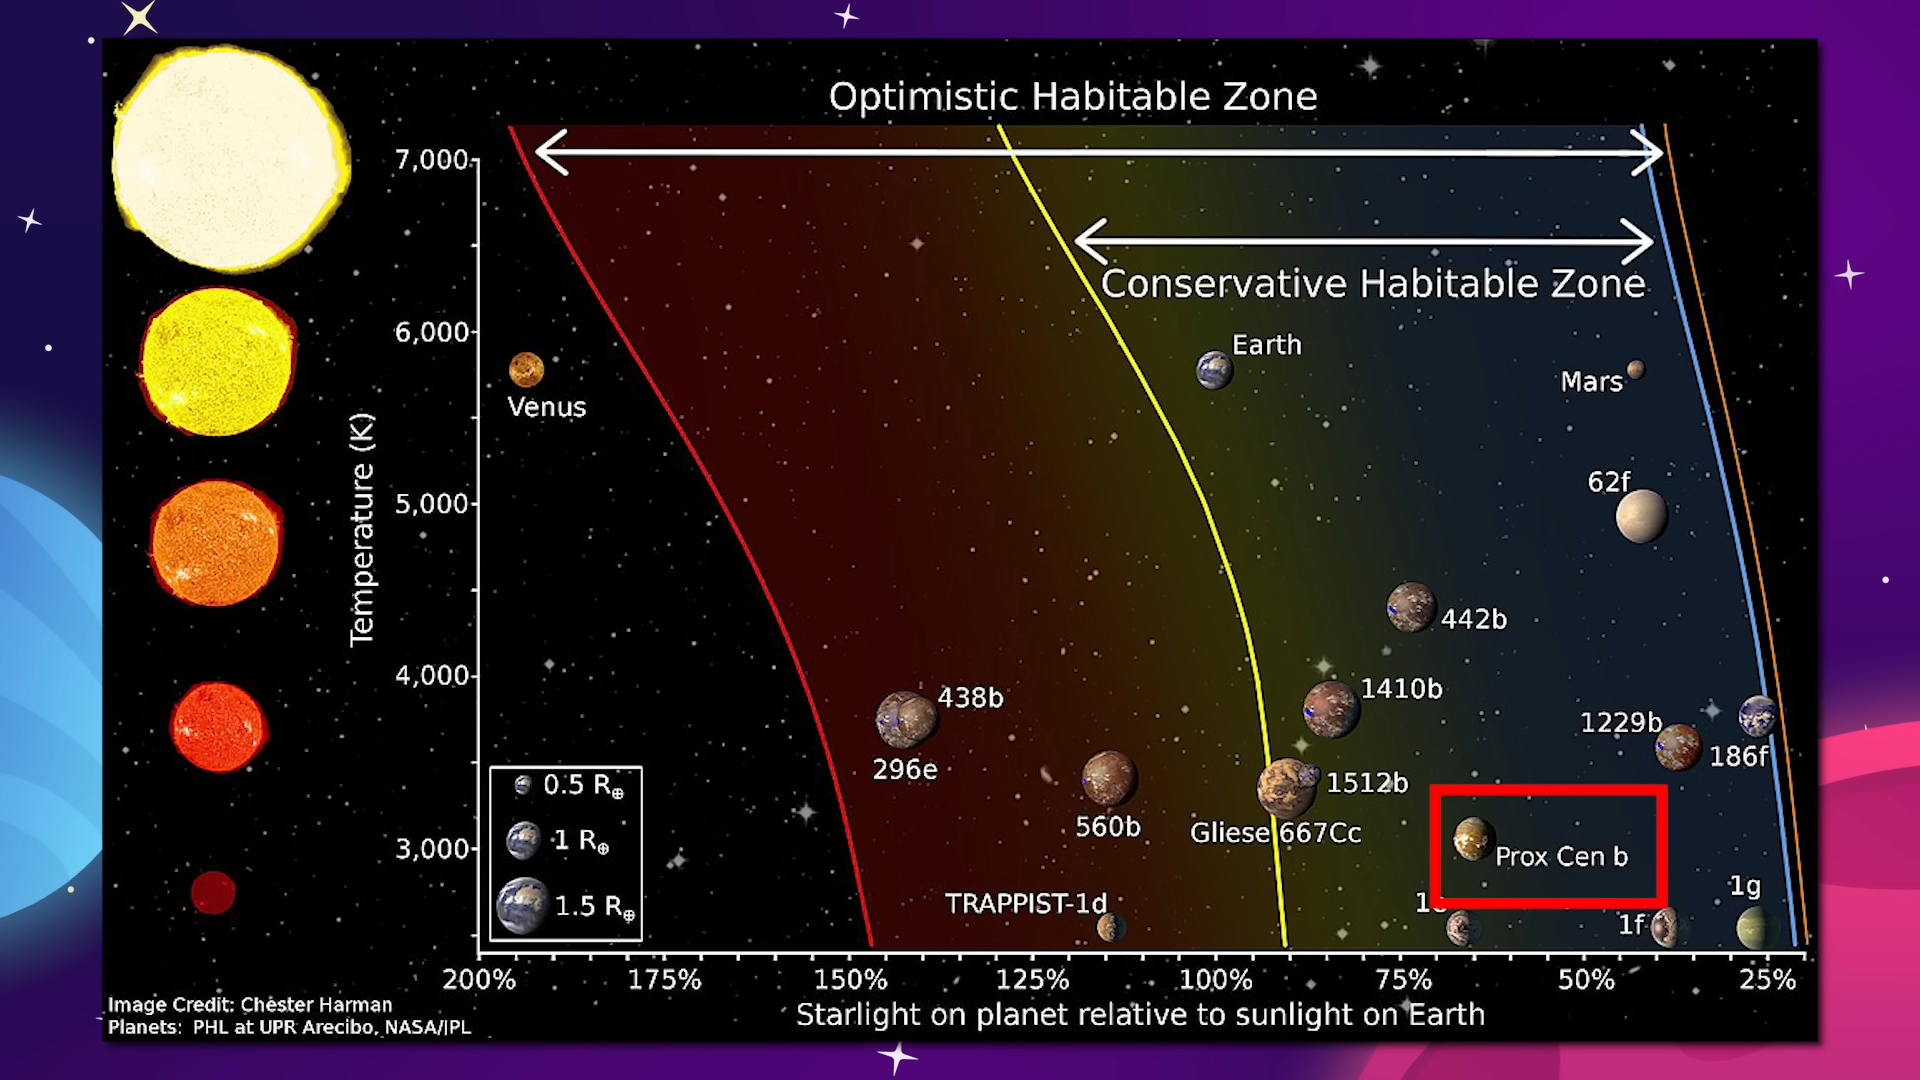 Optimistic Habitable Zone
7,000
Conservative Habitable Zone
6,000
Earth
Venus
Mars
Temperature (K)
5,000
62f
442b
4,000
438b
1410b
296e
1229b
186f
560b
1512b
Gliese 667Cc
3,000
Prox Cen b
TRAPPIST-1d
1f
1g
0.5 R⊕
1 R⊕
1.5 R⊕
200% 175% 150% 125% 100% 75% 50% 25%
Starlight on planet relative to sunlight on Earth
Image Credit: Chester Harman
Planets: PHL at UPR Arecibo, NASA/JPL